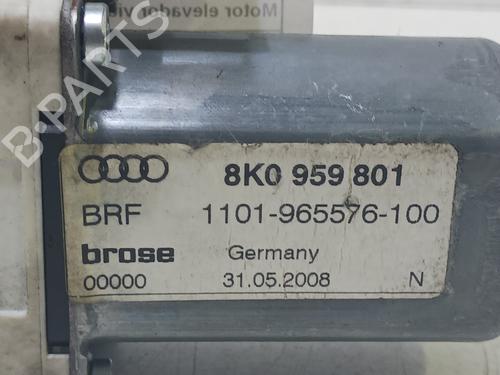 Motor elevador
B-PARTS
8K0 959 801
BRF 1101-965576-100
brose Germany
00000 31.05.2008 N